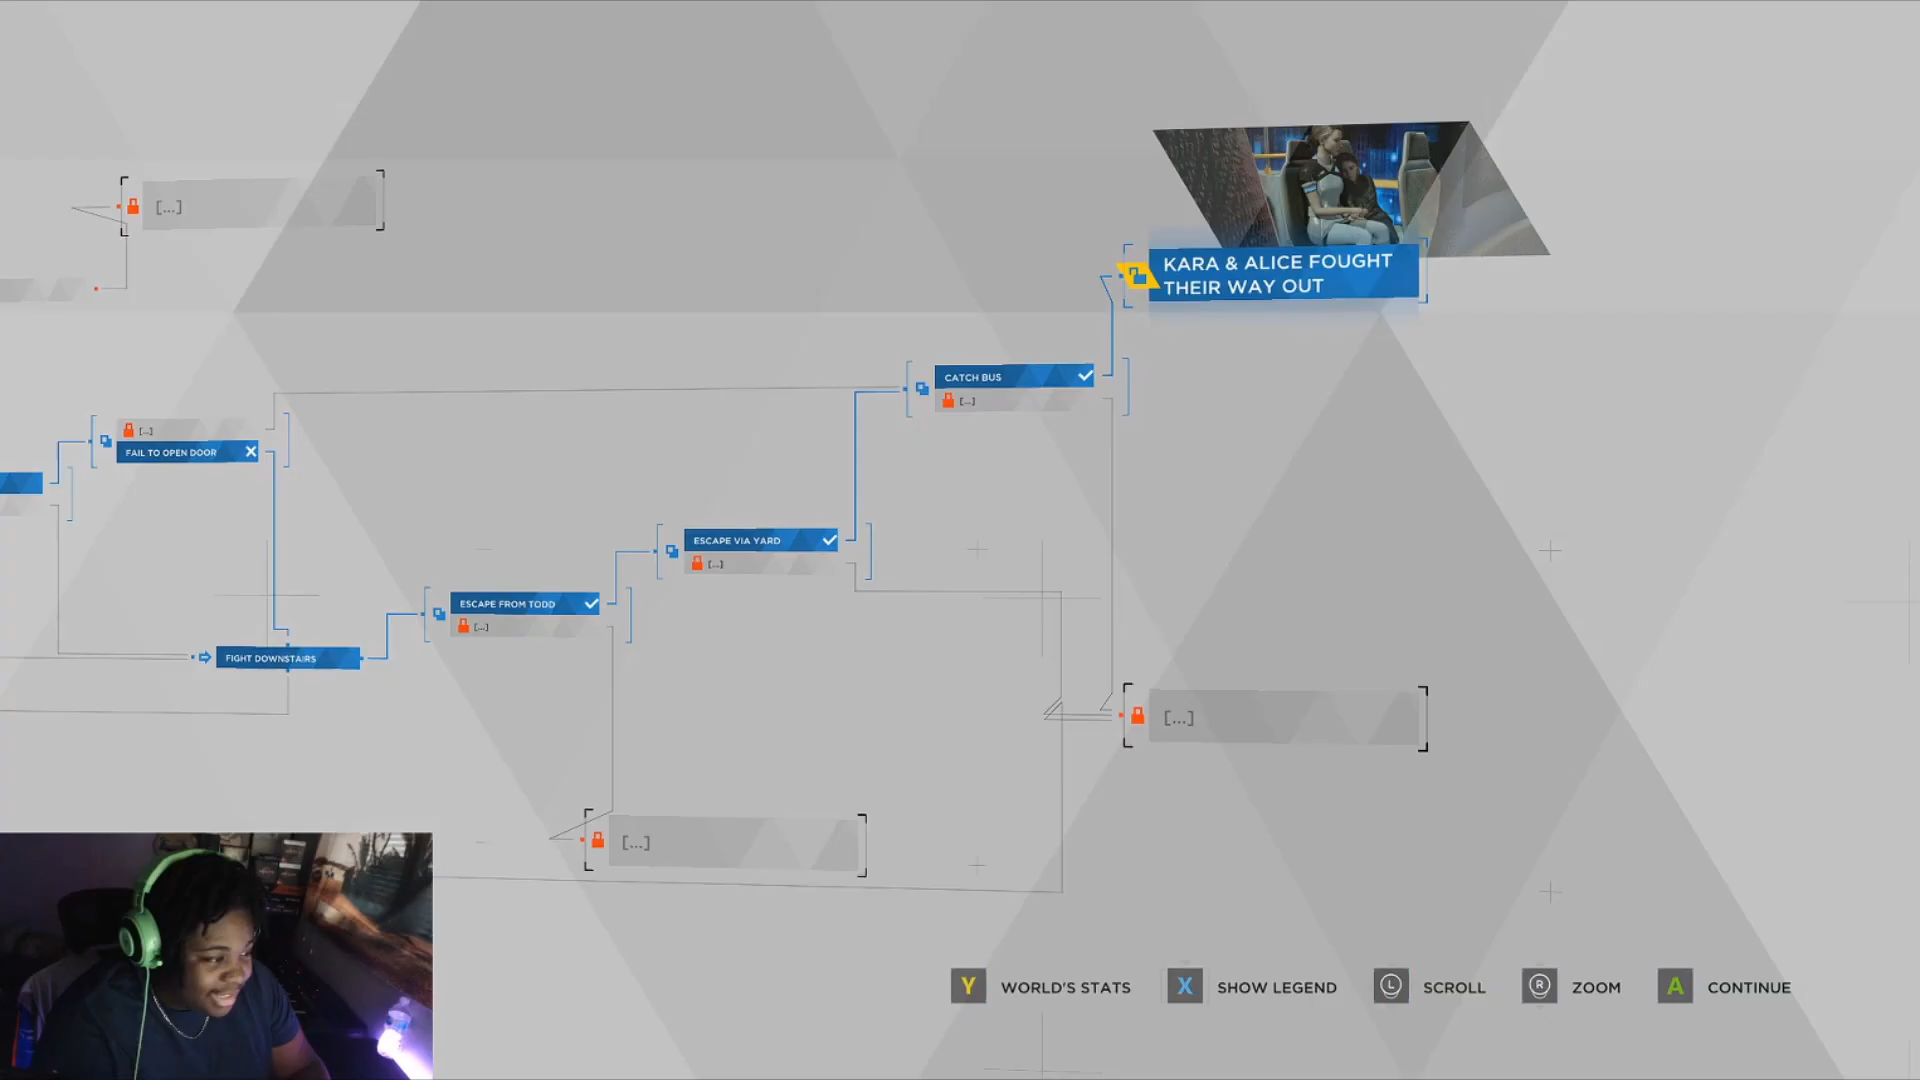 [...]
KARA & ALICE FOUGHT
THEIR WAY OUT
CATCH BUS
[...]
[...]
FAIL TO OPEN DOOR
ESCAPE VIA YARD
[...]
ESCAPE FROM TODD
[...]
FIGHT DOWNSTAIRS
[...]
[...]
Y WORLD'S STATS X SHOW LEGEND L SCROLL R ZOOM A CONTINUE